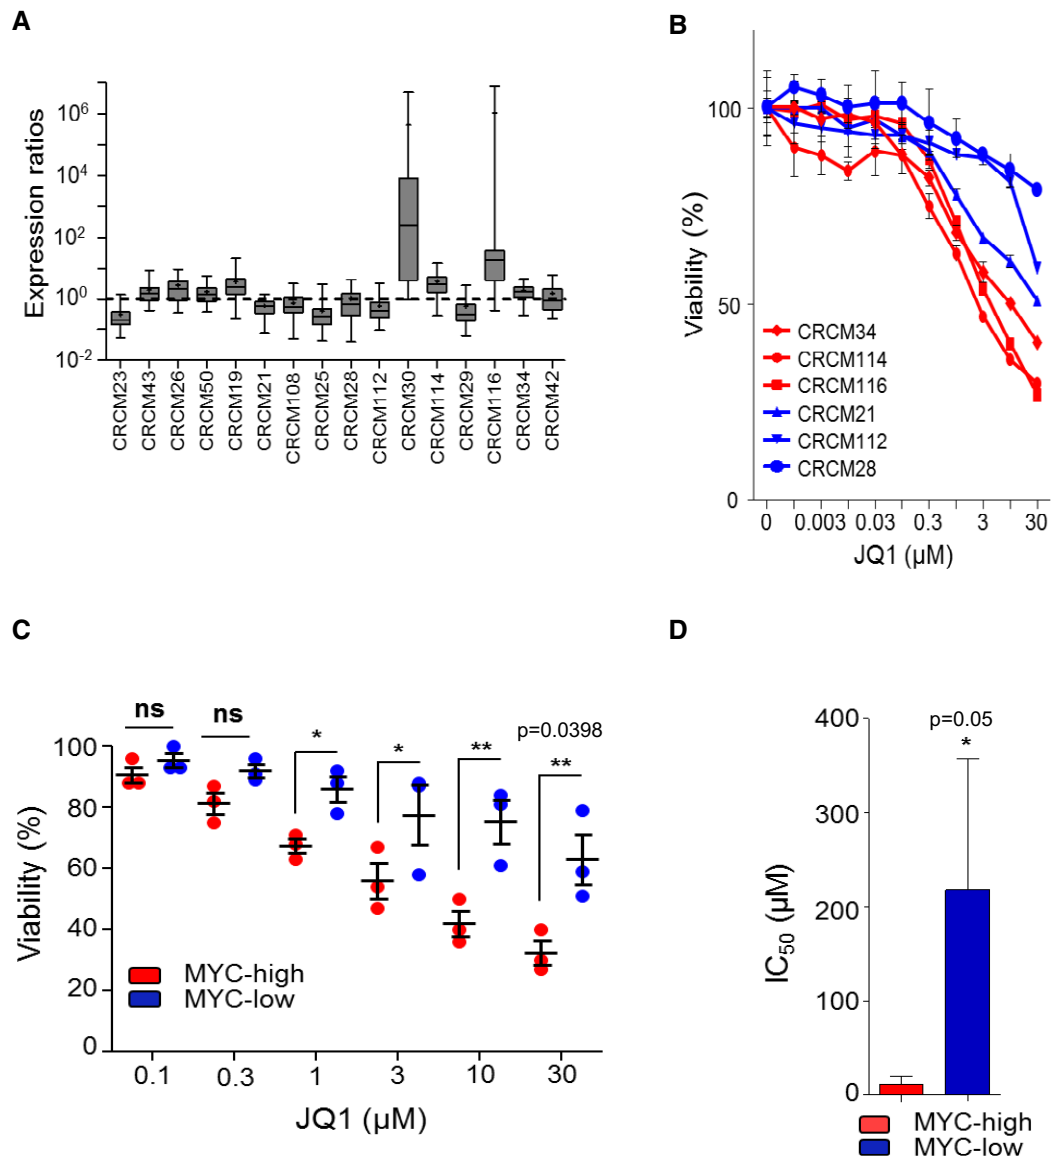 A
Expression ratios
10^6
10^4
10^2
10^0
10^-2
CRCM23
CRCM43
CRCM26
CRCM50
CRCM19
CRCM21
CRCM108
CRCM25
CRCM28
CRCM112
CRCM30
CRCM114
CRCM29
CRCM116
CRCM34
CRCM42
B
Viability (%)
100
50
0
CRCM34
CRCM114
CRCM116
CRCM21
CRCM112
CRCM28
0 0.003 0.03 0.3 3 30
JQ1 (µM)
C
Viability (%)
ns ns * * ** p=0.0398
**
100
80
60
40
20
0
MYC-high
MYC-low
0.1 0.3 1 3 10 30
JQ1 (µM)
D
IC50 (µM)
400
300
200
100
0
p=0.05
*
MYC-high
MYC-low